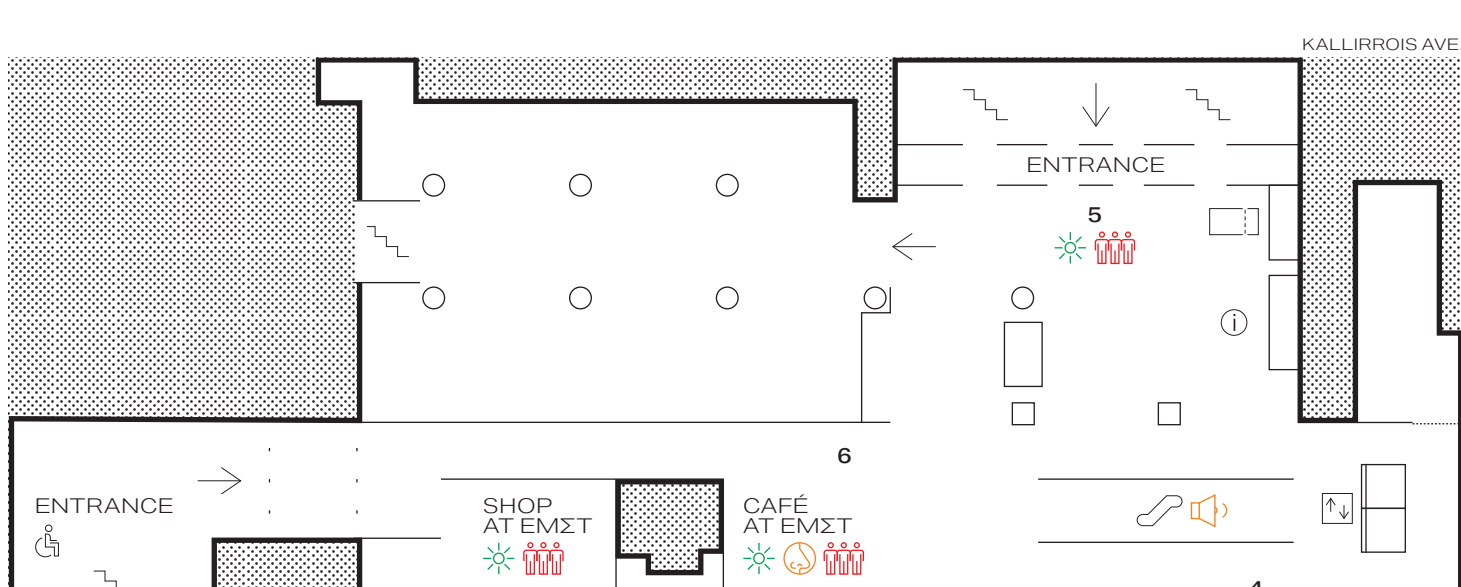 KALLIRROIS AVE.
ENTRANCE
5
i
6
ENTRANCE
SHOP
AT ΕΜΣΤ
CAFÉ
AT ΕΜΣΤ